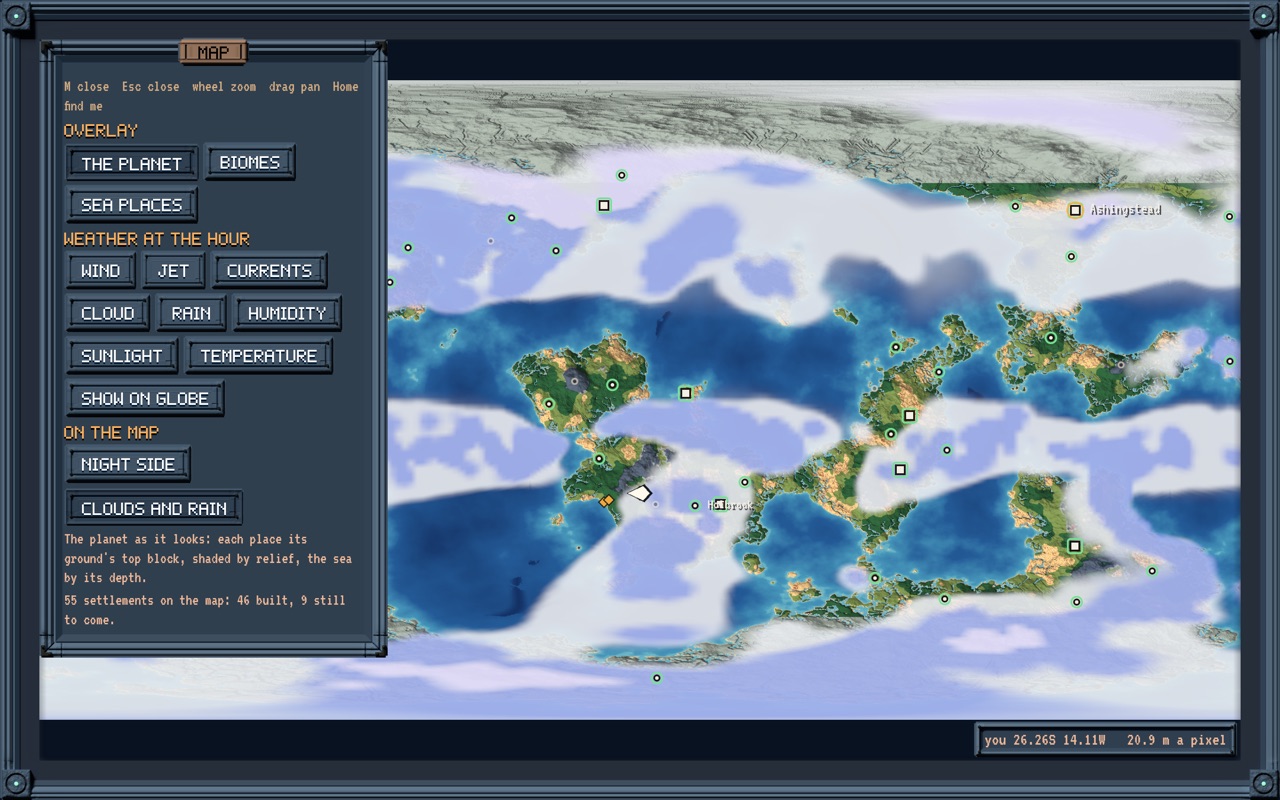 MAP
M close  Esc close  wheel zoom  drag pan  Home
find me
OVERLAY
THE PLANET
BIOMES
SEA PLACES
WEATHER AT THE HOUR
WIND
JET
CURRENTS
CLOUD
RAIN
HUMIDITY
SUNLIGHT
TEMPERATURE
SHOW ON GLOBE
ON THE MAP
NIGHT SIDE
CLOUDS AND RAIN
The planet as it looks: each place its
ground's top block, shaded by relief, the sea
by its depth.
55 settlements on the map: 46 built, 9 still
to come.
Ashingstead
you 26.26S 14.11W  20.9 m a pixel